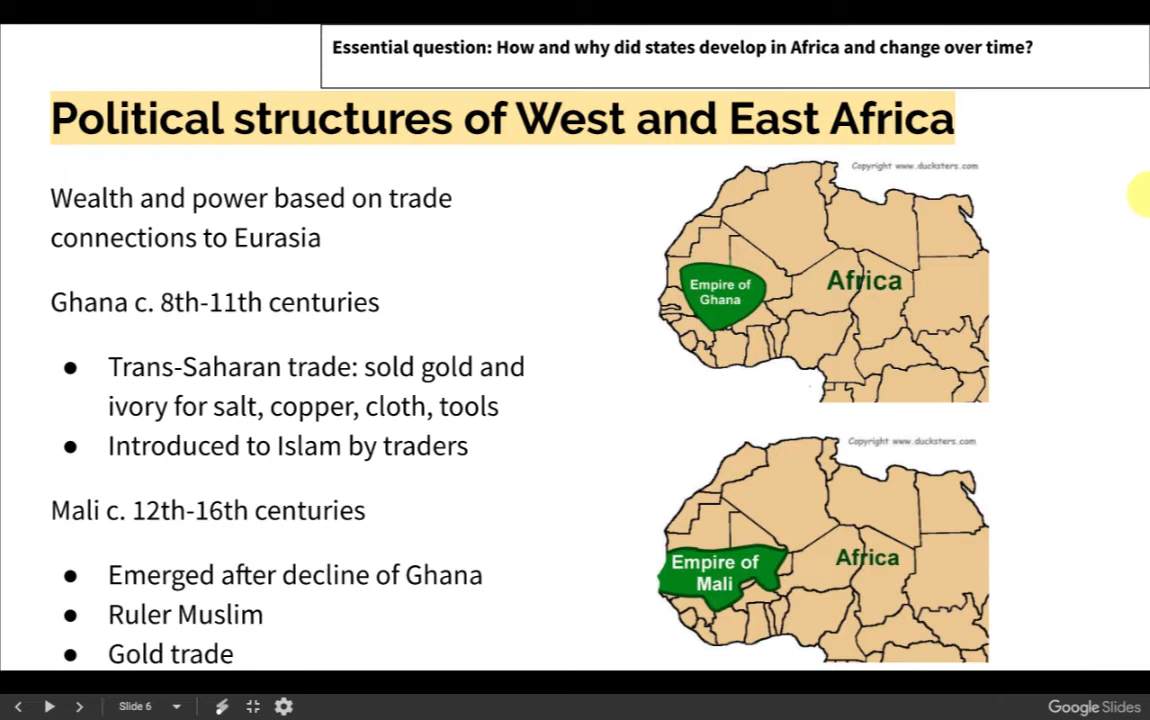 Essential question: How and why did states develop in Africa and change over time?
Political structures of West and East Africa
Wealth and power based on trade
connections to Eurasia
Ghana c. 8th-11th centuries
● Trans-Saharan trade: sold gold and
ivory for salt, copper, cloth, tools
● Introduced to Islam by traders
Mali c. 12th-16th centuries
● Emerged after decline of Ghana
● Ruler Muslim
● Gold trade
Copyright www.ducksters.com
Empire of
Ghana
Africa
Copyright www.ducksters.com
Empire of
Mali
Africa
Slide 6
Google Slides